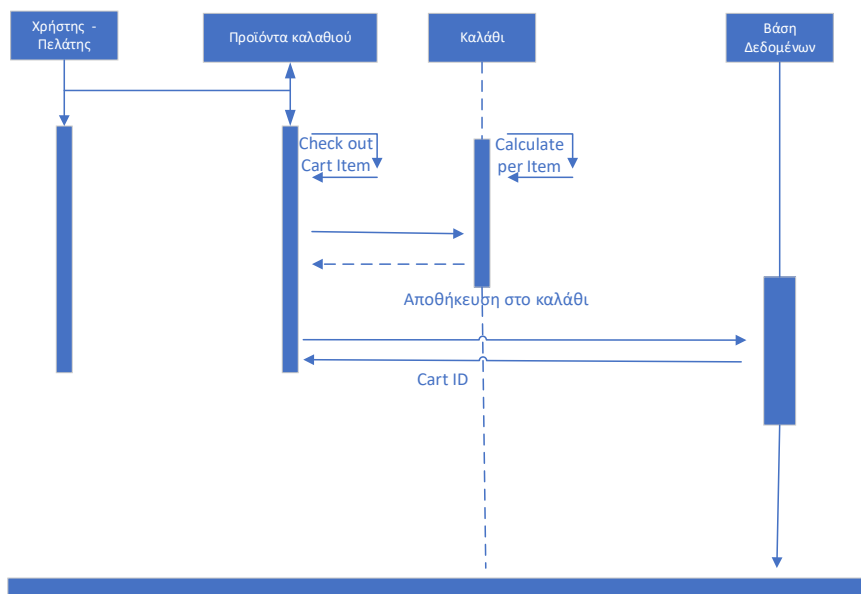 Χρήστης -
Πελάτης
Προϊόντα καλαθιού
Καλάθι
Βάση
Δεδομένων
Check out
Cart Item
Calculate
per Item
Αποθήκευση στο καλάθι
Cart ID